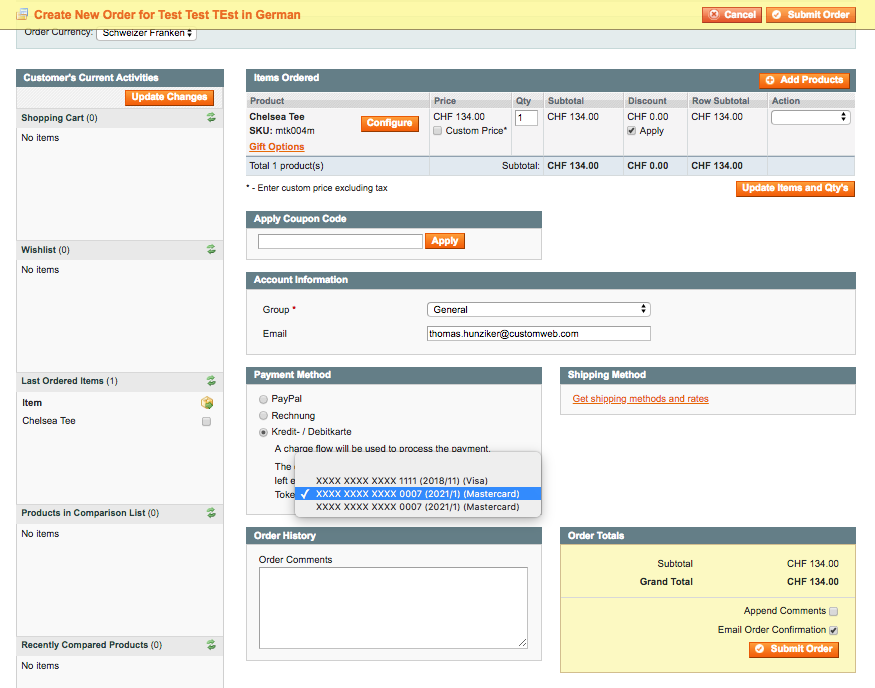 Create New Order for Test Test TEst in German
Cancel
Submit Order
Order Currency: Schweizer Franken
Customer's Current Activities
Update Changes
Shopping Cart (0)
No items
Wishlist (0)
No items
Last Ordered Items (1)
Item
Chelsea Tee
Products in Comparison List (0)
No items
Recently Compared Products (0)
No items
Items Ordered
Add Products
Product Price Qty Subtotal Discount Row Subtotal Action
Chelsea Tee CHF 134.00 1 CHF 134.00 CHF 0.00 CHF 134.00
SKU: mtk004m Configure Custom Price* Apply
Gift Options
Total 1 product(s) Subtotal: CHF 134.00 CHF 0.00 CHF 134.00
* - Enter custom price excluding tax
Update Items and Qty's
Apply Coupon Code
Apply
Account Information
Group * General
Email thomas.hunziker@customweb.com
Payment Method
PayPal
Rechnung
Kredit- / Debitkarte
A charge flow will be used to process the payment.
The
left
XXXX XXXX XXXX 1111 (2018/11) (Visa)
XXXX XXXX XXXX 0007 (2021/1) (Mastercard)
XXXX XXXX XXXX 0007 (2021/1) (Mastercard)
Shipping Method
Get shipping methods and rates
Order History
Order Comments
Order Totals
Subtotal CHF 134.00
Grand Total CHF 134.00
Append Comments
Email Order Confirmation
Submit Order